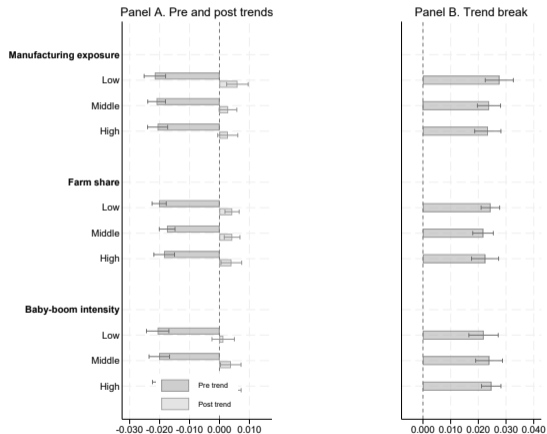 Panel A. Pre and post trends
Panel B. Trend break
Manufacturing exposure
Low
Middle
High
Farm share
Low
Middle
High
Baby-boom intensity
Low
Middle
High
Pre trend
Post trend
-0.030 -0.020 -0.010 0.000 0.010
0.000 0.010 0.020 0.030 0.040